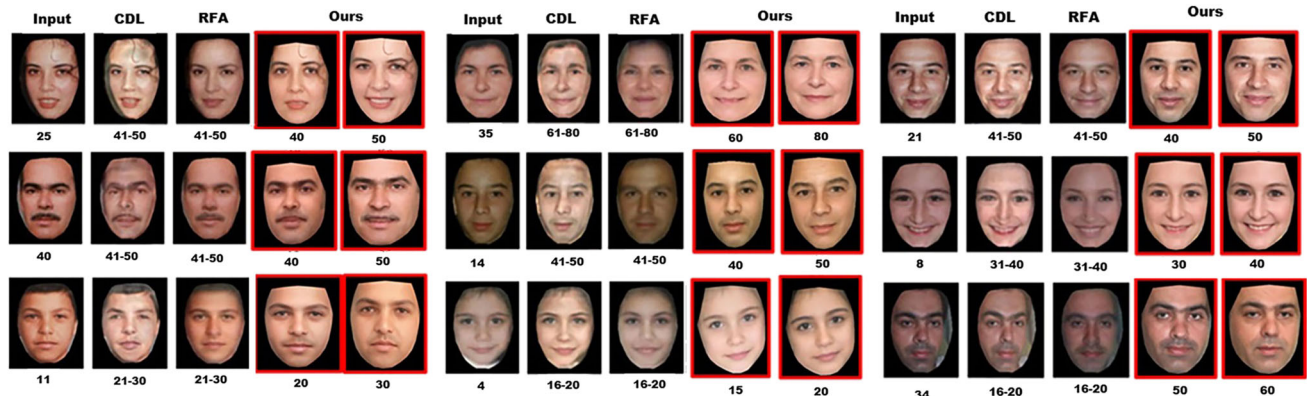 Input CDL RFA Ours Input CDL RFA Ours Input CDL RFA Ours
25 41-50 41-50 40 50 35 61-80 61-80 60 80 21 41-50 41-50 40 50
40 41-50 41-50 40 50 14 41-50 41-50 40 50 8 31-40 31-40 30 40
11 21-30 21-30 20 30 4 16-20 16-20 15 20 34 16-20 16-20 50 60